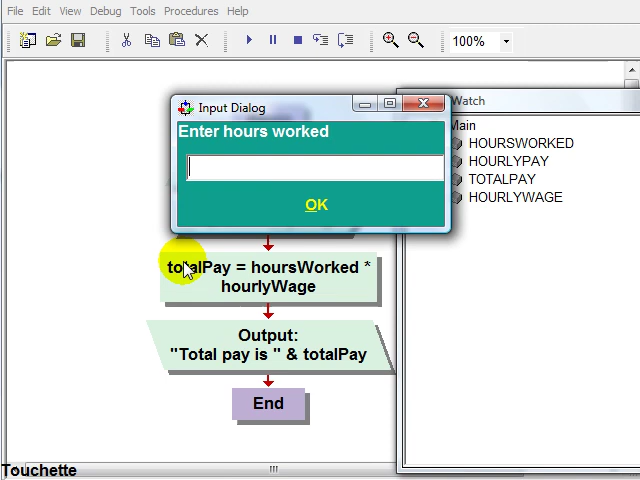 File Edit View Debug Tools Procedures Help
100%
Input Dialog
Enter hours worked
OK
Watch
Main
HOURSWORKED
HOURLYPAY
TOTALPAY
HOURLYWAGE
totalPay = hoursWorked *
hourlyWage
Output:
"Total pay is " & totalPay
End
Touchette